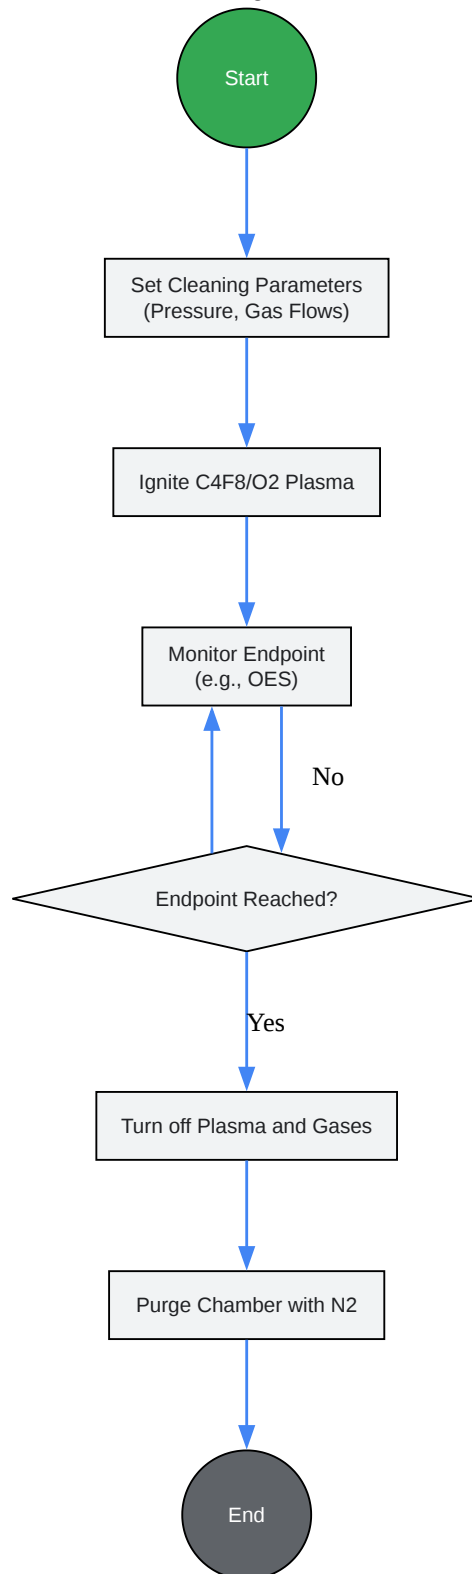 Start
Set Cleaning Parameters
(Pressure, Gas Flows)
Ignite C4F8/O2 Plasma
Monitor Endpoint
(e.g., OES)
No
Endpoint Reached?
Yes
Turn off Plasma and Gases
Purge Chamber with N2
End